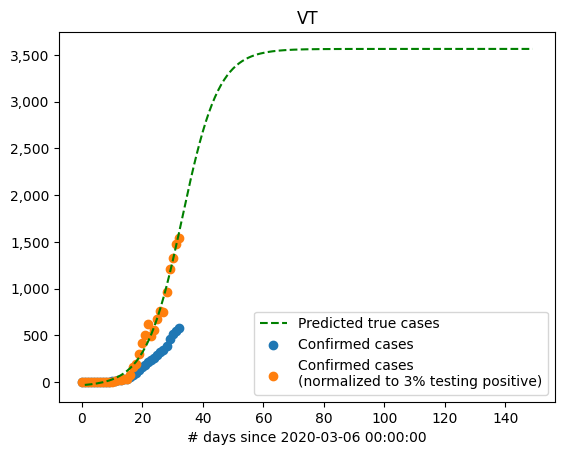 VT
3,500
3,000
2,500
2,000
1,500
1,000
500
0
Predicted true cases
Confirmed cases
Confirmed cases
(normalized to 3% testing positive)
0 20 40 60 80 100 120 140
# days since 2020-03-06 00:00:00